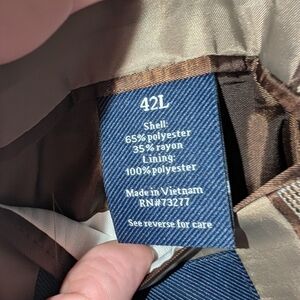 42L
Shell:
65% polyester
35% rayon
Lining:
100% polyester
Made in Vietnam
RN#73277
See reverse for care